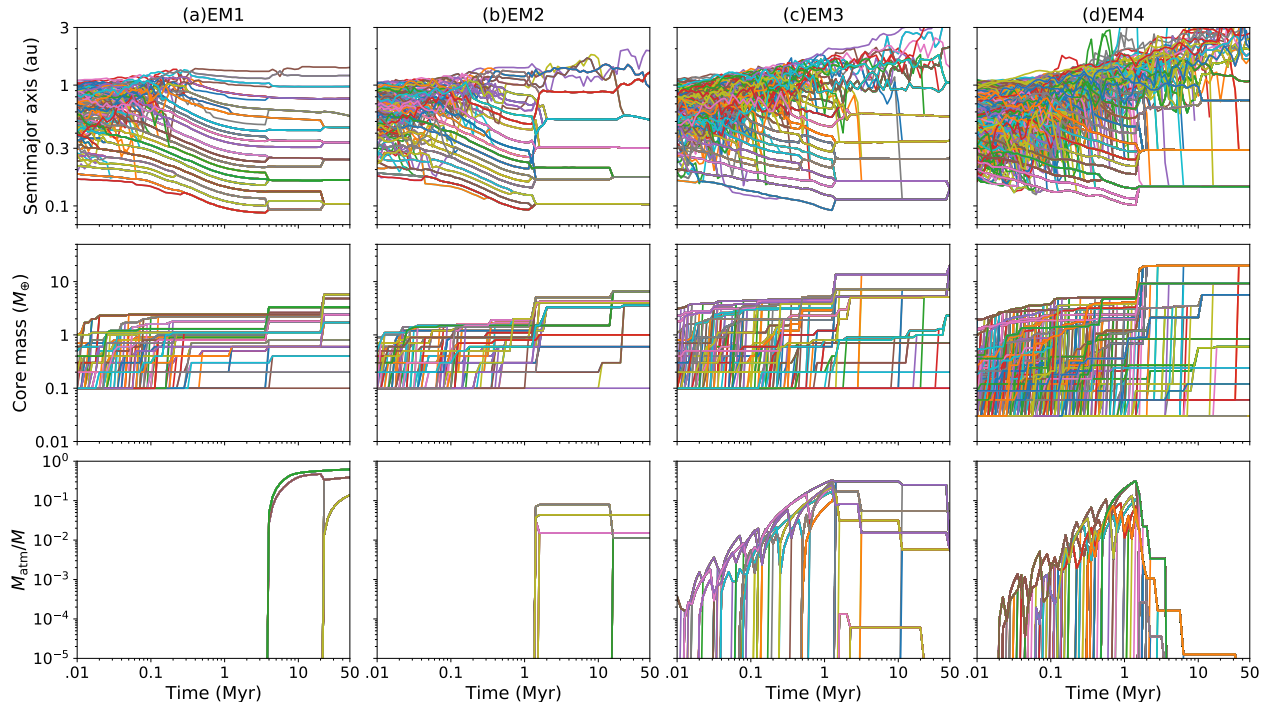 (a)EM1 (b)EM2 (c)EM3 (d)EM4
Semimajor axis (au)
3
1
0.3
0.1
Core mass (M⊕)
10
1
0.1
0.01
M_atm/M
10⁰
10⁻¹
10⁻²
10⁻³
10⁻⁴
10⁻⁵
.01 0.1 1 10 50 .01 0.1 1 10 50 .01 0.1 1 10 50 .01 0.1 1 10 50
Time (Myr) Time (Myr) Time (Myr) Time (Myr)